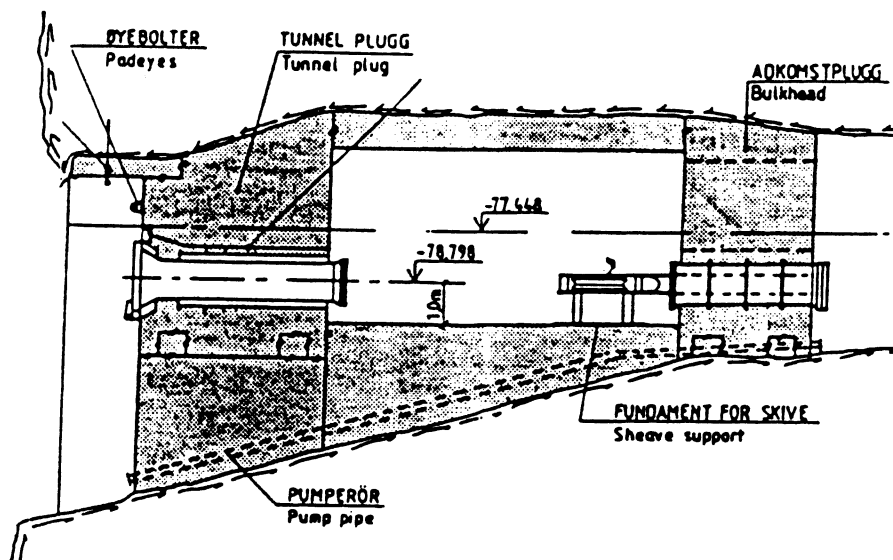 ØYEBOLTER
Padeyes
TUNNEL PLUGG
Tunnel plug
ADKOMSTPLUGG
Bulkhead
-77.448
-78.798
1,0m
FUNDAMENT FOR SKIVE
Sheave support
PUMPERÖR
Pump pipe